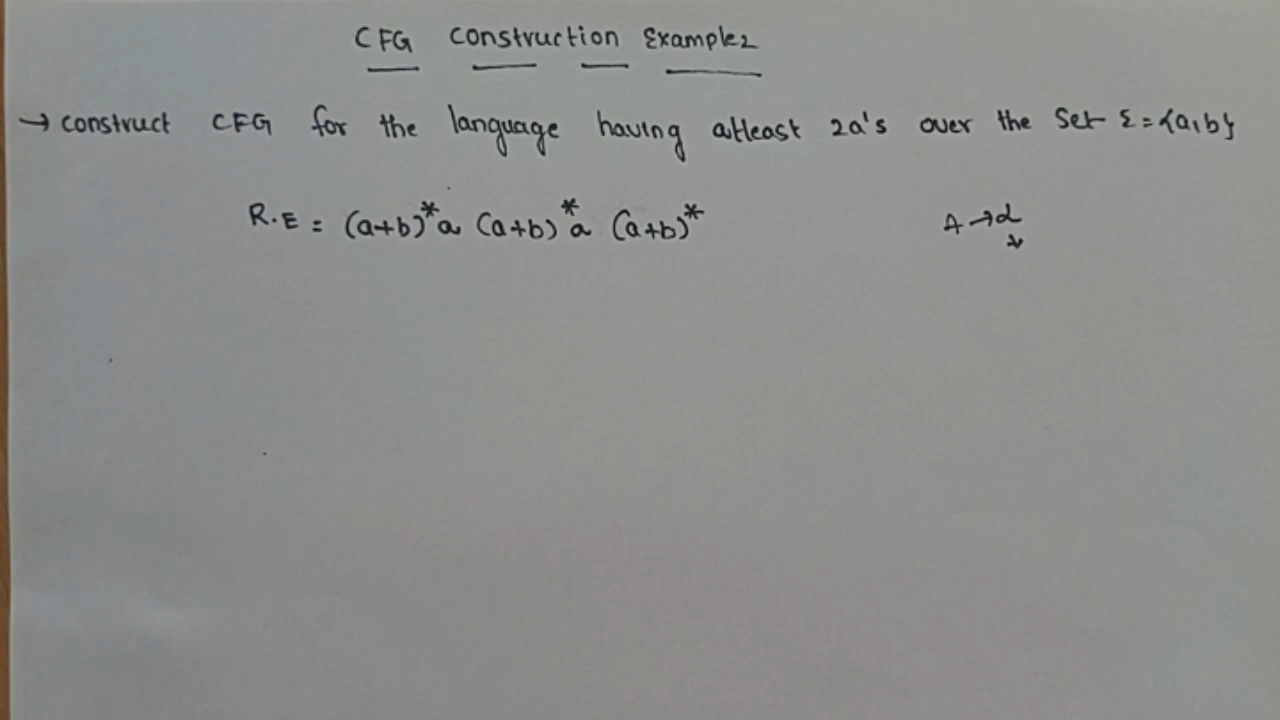 CFG Construction Example2
→ construct CFG for the language having atleast 2a's over the Set Σ = {a,b}
R.E = (a+b)*a (a+b)*a (a+b)*
A → α